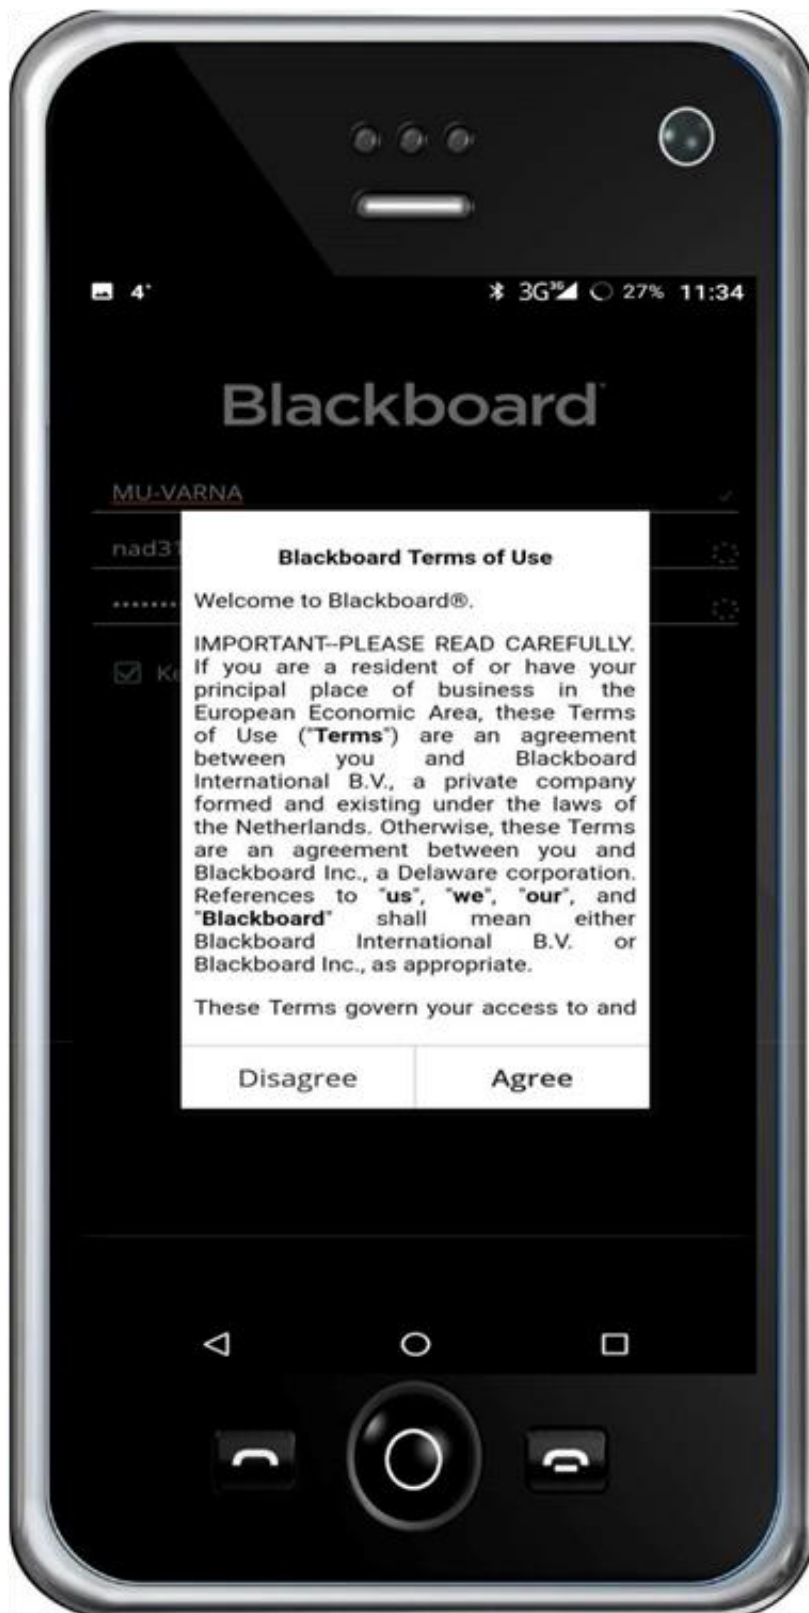 4°
3G 3G 27% 11:34
Blackboard
MU-VARNA
nad31
Ke
Blackboard Terms of Use
Welcome to Blackboard®.
IMPORTANT--PLEASE READ CAREFULLY.
If you are a resident of or have your
principal place of business in the
European Economic Area, these Terms
of Use ("Terms") are an agreement
between you and Blackboard
International B.V., a private company
formed and existing under the laws of
the Netherlands. Otherwise, these Terms
are an agreement between you and
Blackboard Inc., a Delaware corporation.
References to "us", "we", "our", and
"Blackboard" shall mean either
Blackboard International B.V. or
Blackboard Inc., as appropriate.
These Terms govern your access to and
Disagree Agree